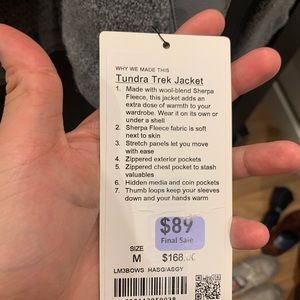 WHY WE MADE THIS
Tundra Trek Jacket
1. Made with wool-blend Sherpa
Fleece, this jacket adds an
extra dose of warmth to your
wardrobe. Wear it on its own or
under a shell
2. Sherpa Fleece fabric is soft
next to skin
3. Stretch panels let you move
with ease
4. Zippered exterior pockets
5. Zippered chest pocket to stash
valuables
6. Hidden media and coin pockets
7. Thumb loops keep your sleeves
down and your hands warm
$89
Final Sale
SIZE
M $168.00
LM3BOWS HASG/ASGY